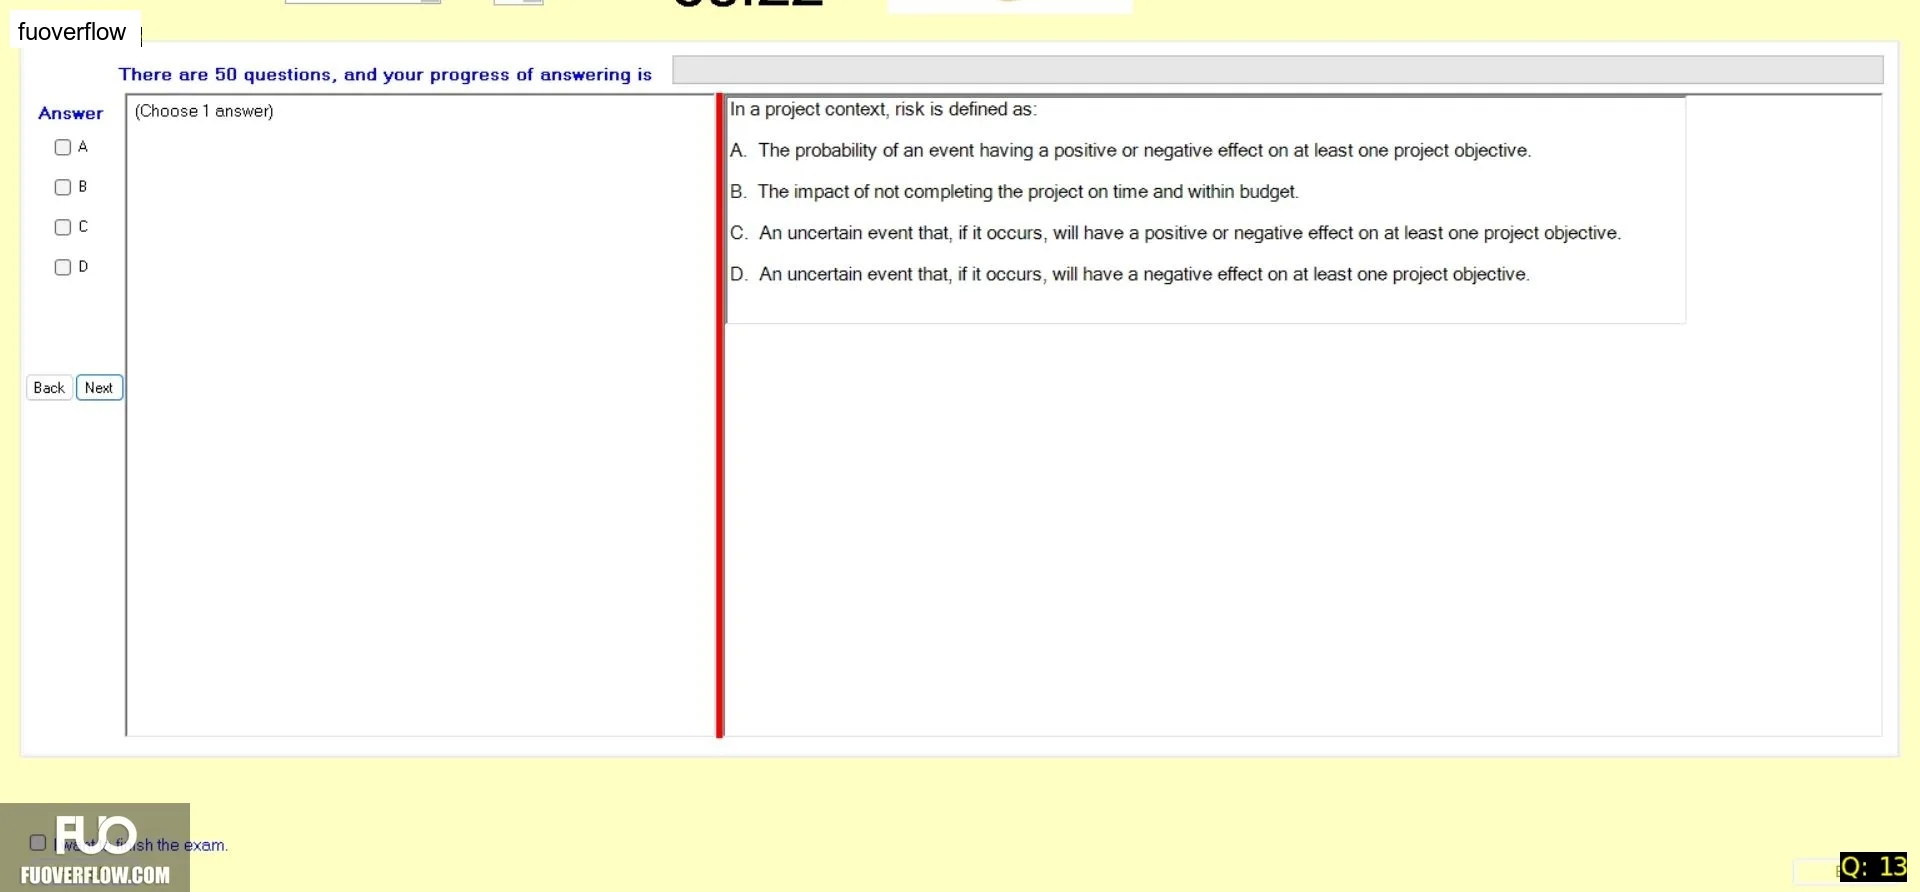 fuoverflow
There are 50 questions, and your progress of answering is
Answer
(Choose 1 answer)
A
B
C
D
Back
Next
In a project context, risk is defined as:
A. The probability of an event having a positive or negative effect on at least one project objective.
B. The impact of not completing the project on time and within budget.
C. An uncertain event that, if it occurs, will have a positive or negative effect on at least one project objective.
D. An uncertain event that, if it occurs, will have a negative effect on at least one project objective.
FUO
I want to finish the exam.
FUOVERFLOW.COM
Q: 13